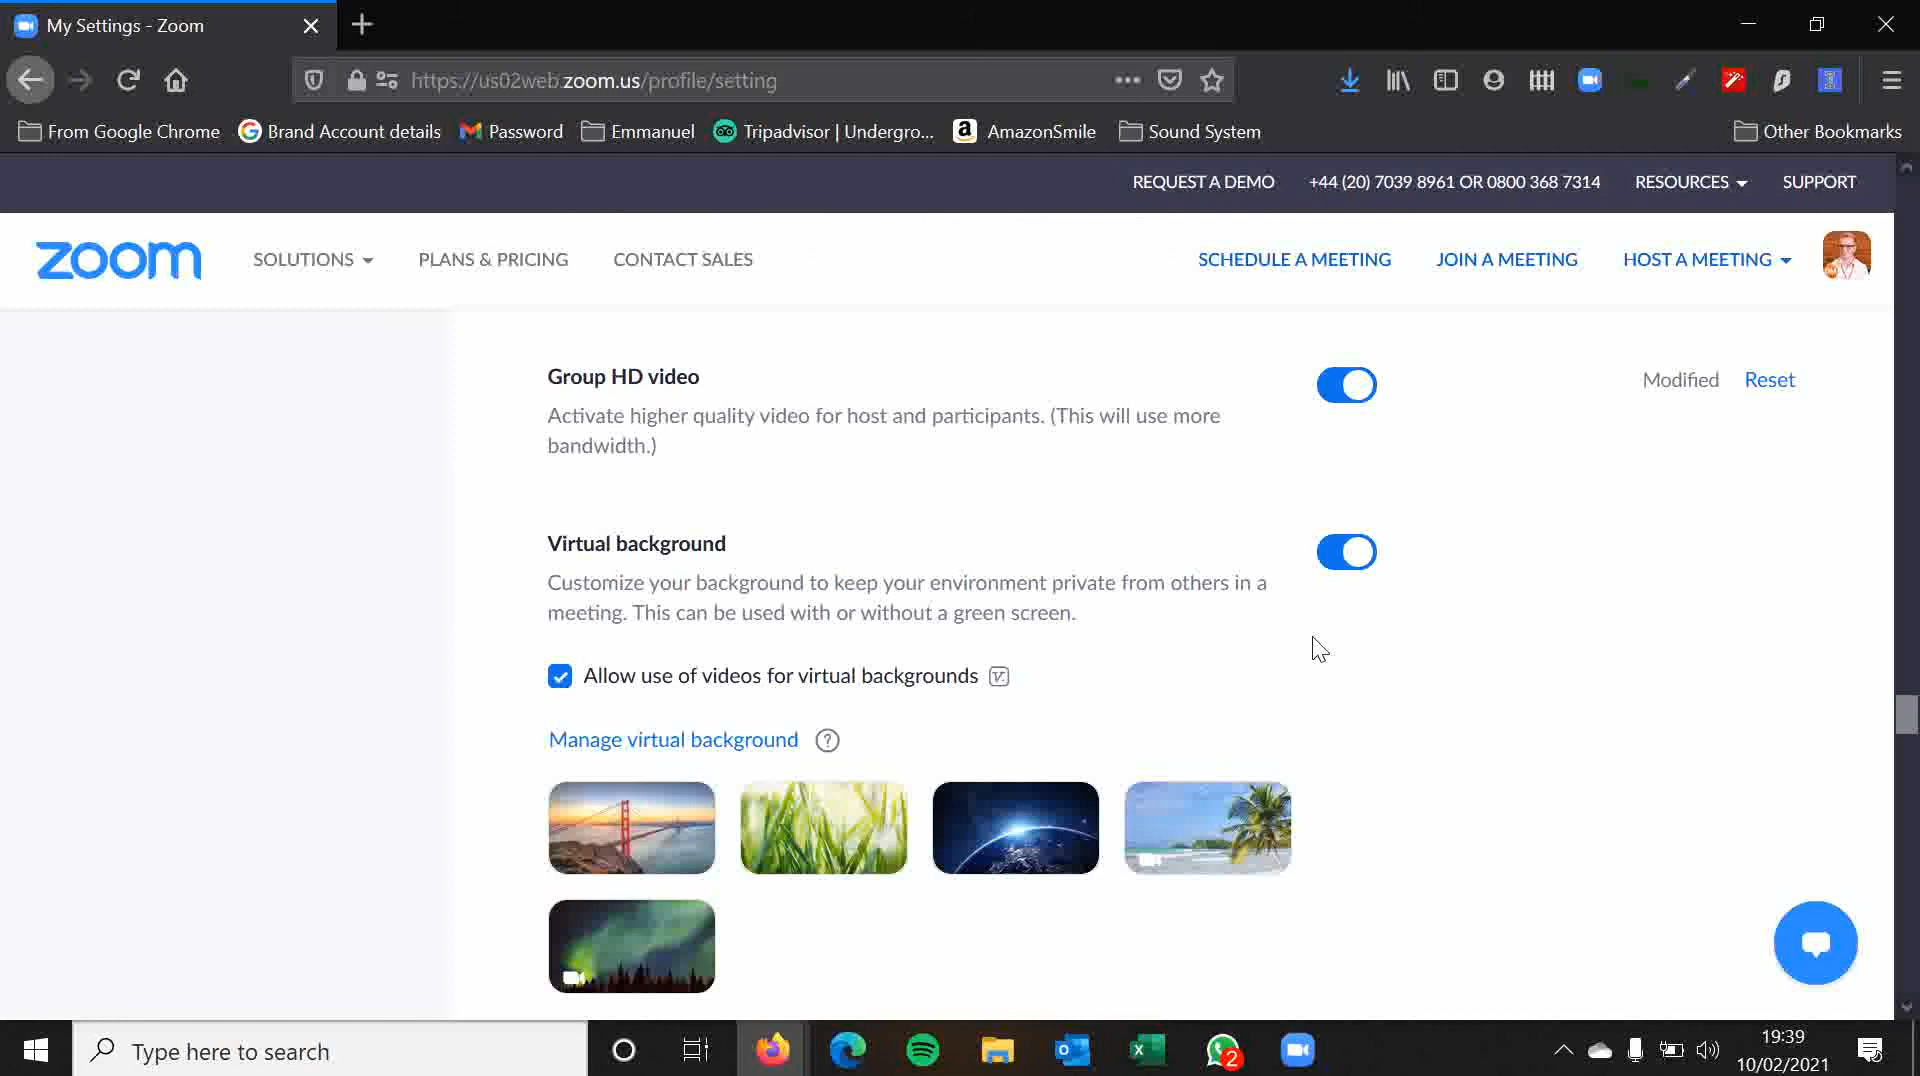 My Settings - Zoom
https://us02web.zoom.us/profile/setting
From Google Chrome
Brand Account details
Password
Emmanuel
Tripadvisor | Undergro...
AmazonSmile
Sound System
Other Bookmarks
REQUEST A DEMO
+44 (20) 7039 8961 OR 0800 368 7314
RESOURCES
SUPPORT
zoom
SOLUTIONS
PLANS & PRICING
CONTACT SALES
SCHEDULE A MEETING
JOIN A MEETING
HOST A MEETING
Group HD video
Modified
Reset
Activate higher quality video for host and participants. (This will use more
bandwidth.)
Virtual background
Customize your background to keep your environment private from others in a
meeting. This can be used with or without a green screen.
Allow use of videos for virtual backgrounds
Manage virtual background
Type here to search
2
19:39
10/02/2021